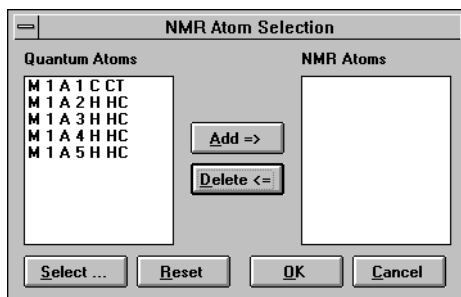 NMR Atom Selection
Quantum Atoms
NMR Atoms
M 1 A 1 C CT
M 1 A 2 H HC
M 1 A 3 H HC
M 1 A 4 H HC
M 1 A 5 H HC
Add =>
Delete <=
Select ...
Reset
OK
Cancel